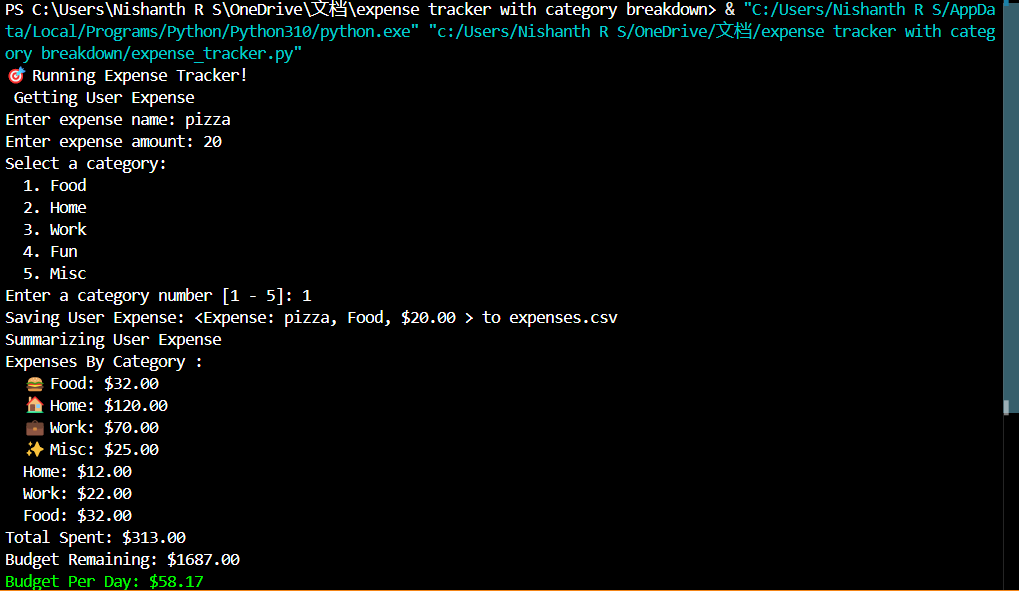 PS C:\Users\Nishanth R S\OneDrive\文档\expense tracker with category breakdown> & "C:/Users/Nishanth R S/AppDa
ta/Local/Programs/Python/Python310/python.exe" "c:/Users/Nishanth R S/OneDrive/文档/expense tracker with categ
ory breakdown/expense_tracker.py"
🎯 Running Expense Tracker!
Getting User Expense
Enter expense name: pizza
Enter expense amount: 20
Select a category:
1. Food
2. Home
3. Work
4. Fun
5. Misc
Enter a category number [1 - 5]: 1
Saving User Expense: <Expense: pizza, Food, $20.00 > to expenses.csv
Summarizing User Expense
Expenses By Category :
🍔 Food: $32.00
🏠 Home: $120.00
💼 Work: $70.00
✨ Misc: $25.00
Home: $12.00
Work: $22.00
Food: $32.00
Total Spent: $313.00
Budget Remaining: $1687.00
Budget Per Day: $58.17